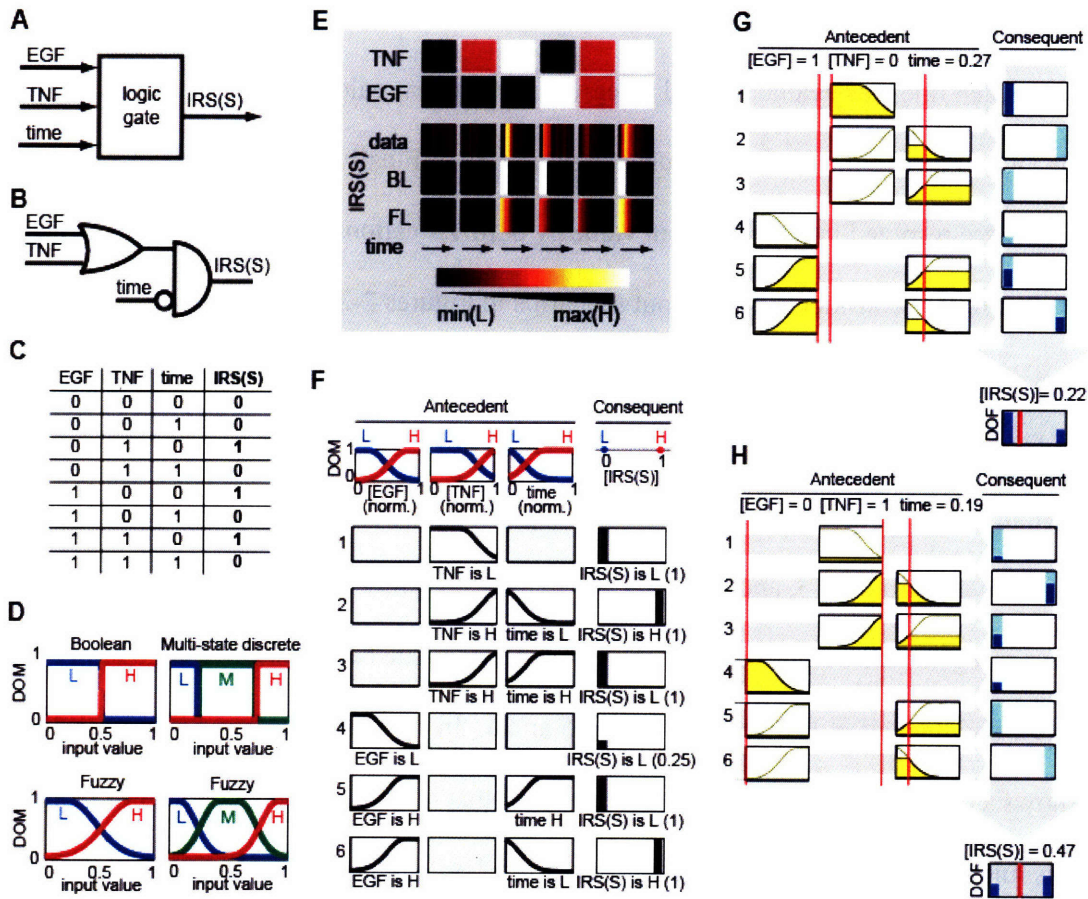 A
EGF
TNF
time
logic
gate
IRS(S)
B
EGF
TNF
time
IRS(S)
C
EGF TNF time IRS(S)
0 0 0 0
0 0 1 0
0 1 0 1
0 1 1 0
1 0 0 1
1 0 1 0
1 1 0 1
1 1 1 0
D
Boolean Multi-state discrete
DOM
1
0
L H
L M H
0 0.5 1 0 0.5 1
input value input value
Fuzzy Fuzzy
DOM
1
0
L H
L M H
0 0.5 1 0 0.5 1
input value input value
E
TNF
EGF
IRS(S)
data
BL
FL
time
min(L) max(H)
F
Antecedent Consequent
L H L H L H L H
DOM
1
0
0 1 0 1 0 1 0 1
[EGF] [TNF] time [IRS(S)]
(norm.) (norm.) (norm.)
1
TNF is L IRS(S) is L (1)
2
TNF is H time is L IRS(S) is H (1)
3
TNF is H time is H IRS(S) is L (1)
4
EGF is L IRS(S) is L (0.25)
5
EGF is H time H IRS(S) is L (1)
6
EGF is H time is L IRS(S) is H (1)
G
Antecedent Consequent
[EGF] = 1 [TNF] = 0 time = 0.27
1
2
3
4
5
6
[IRS(S)]= 0.22
DOF
H
Antecedent Consequent
[EGF] = 0 [TNF] = 1 time = 0.19
1
2
3
4
5
6
[IRS(S)] = 0.47
DOF